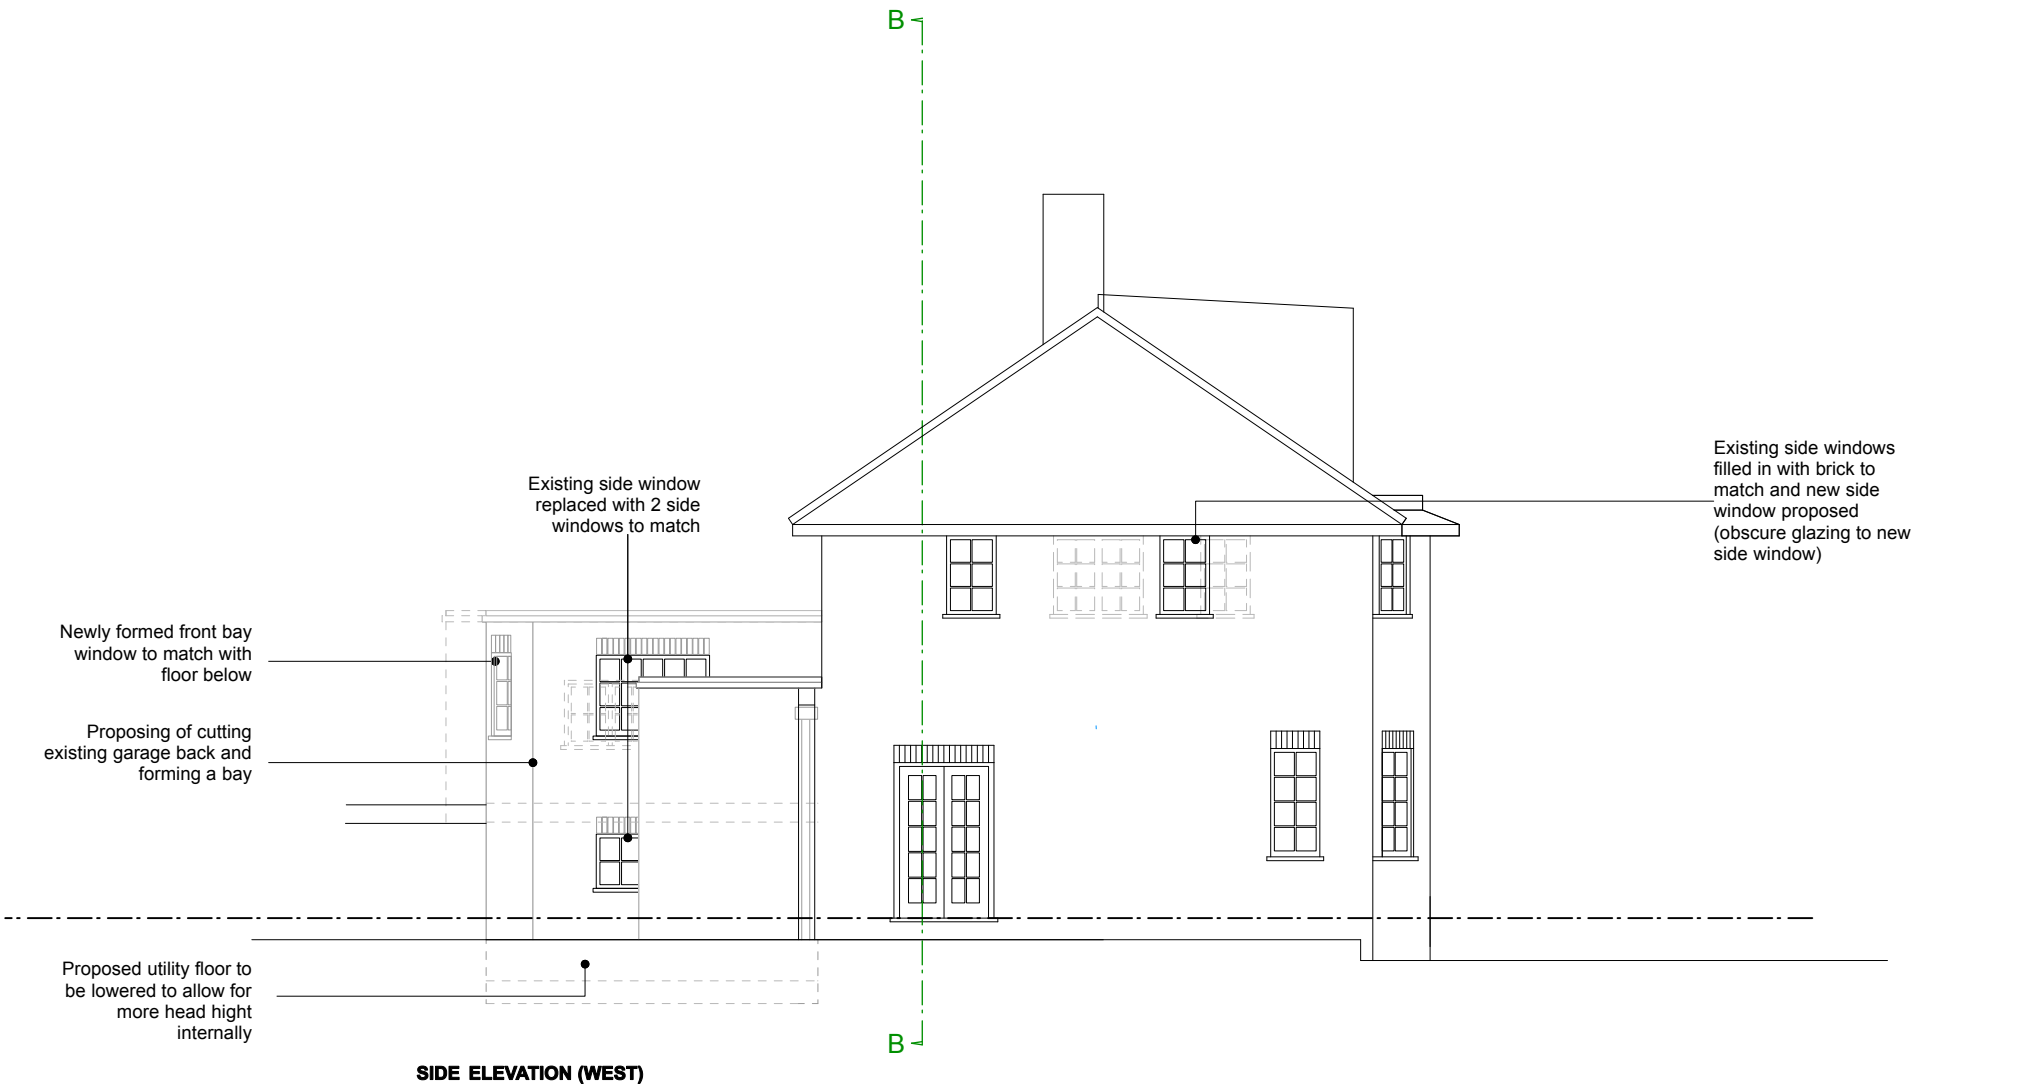 B
Existing side windows
filled in with brick to
match and new side
window proposed
(obscure glazing to new
side window)
Existing side window
replaced with 2 side
windows to match
Newly formed front bay
window to match with
floor below
Proposing of cutting
existing garage back and
forming a bay
Proposed utility floor to
be lowered to allow for
more head hight
internally
B
SIDE ELEVATION (WEST)